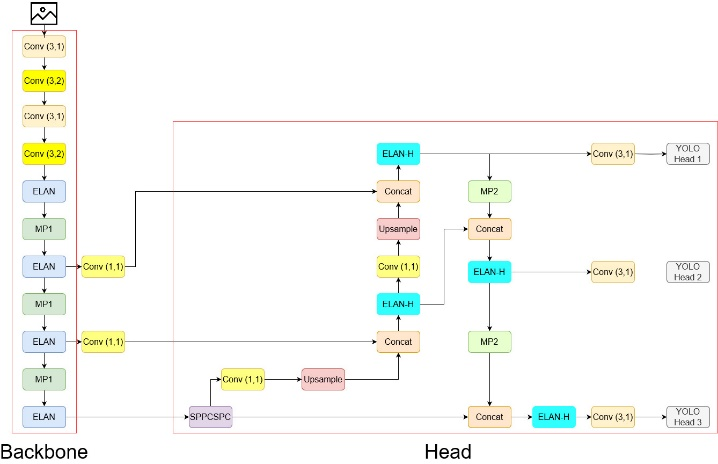 Conv (3,1)
Conv (3,2)
Conv (3,1)
Conv (3,2)
ELAN
MP1
ELAN
Conv (1,1)
MP1
ELAN
Conv (1,1)
MP1
ELAN
Backbone
ELAN-H
Conv (3,1)
YOLO
Head 1
Concat
MP2
Upsample
Concat
Conv (1,1)
ELAN-H
Conv (3,1)
YOLO
Head 2
ELAN-H
Concat
MP2
Conv (1,1)
Upsample
SPPCSPC
Concat
ELAN-H
Conv (3,1)
YOLO
Head 3
Head